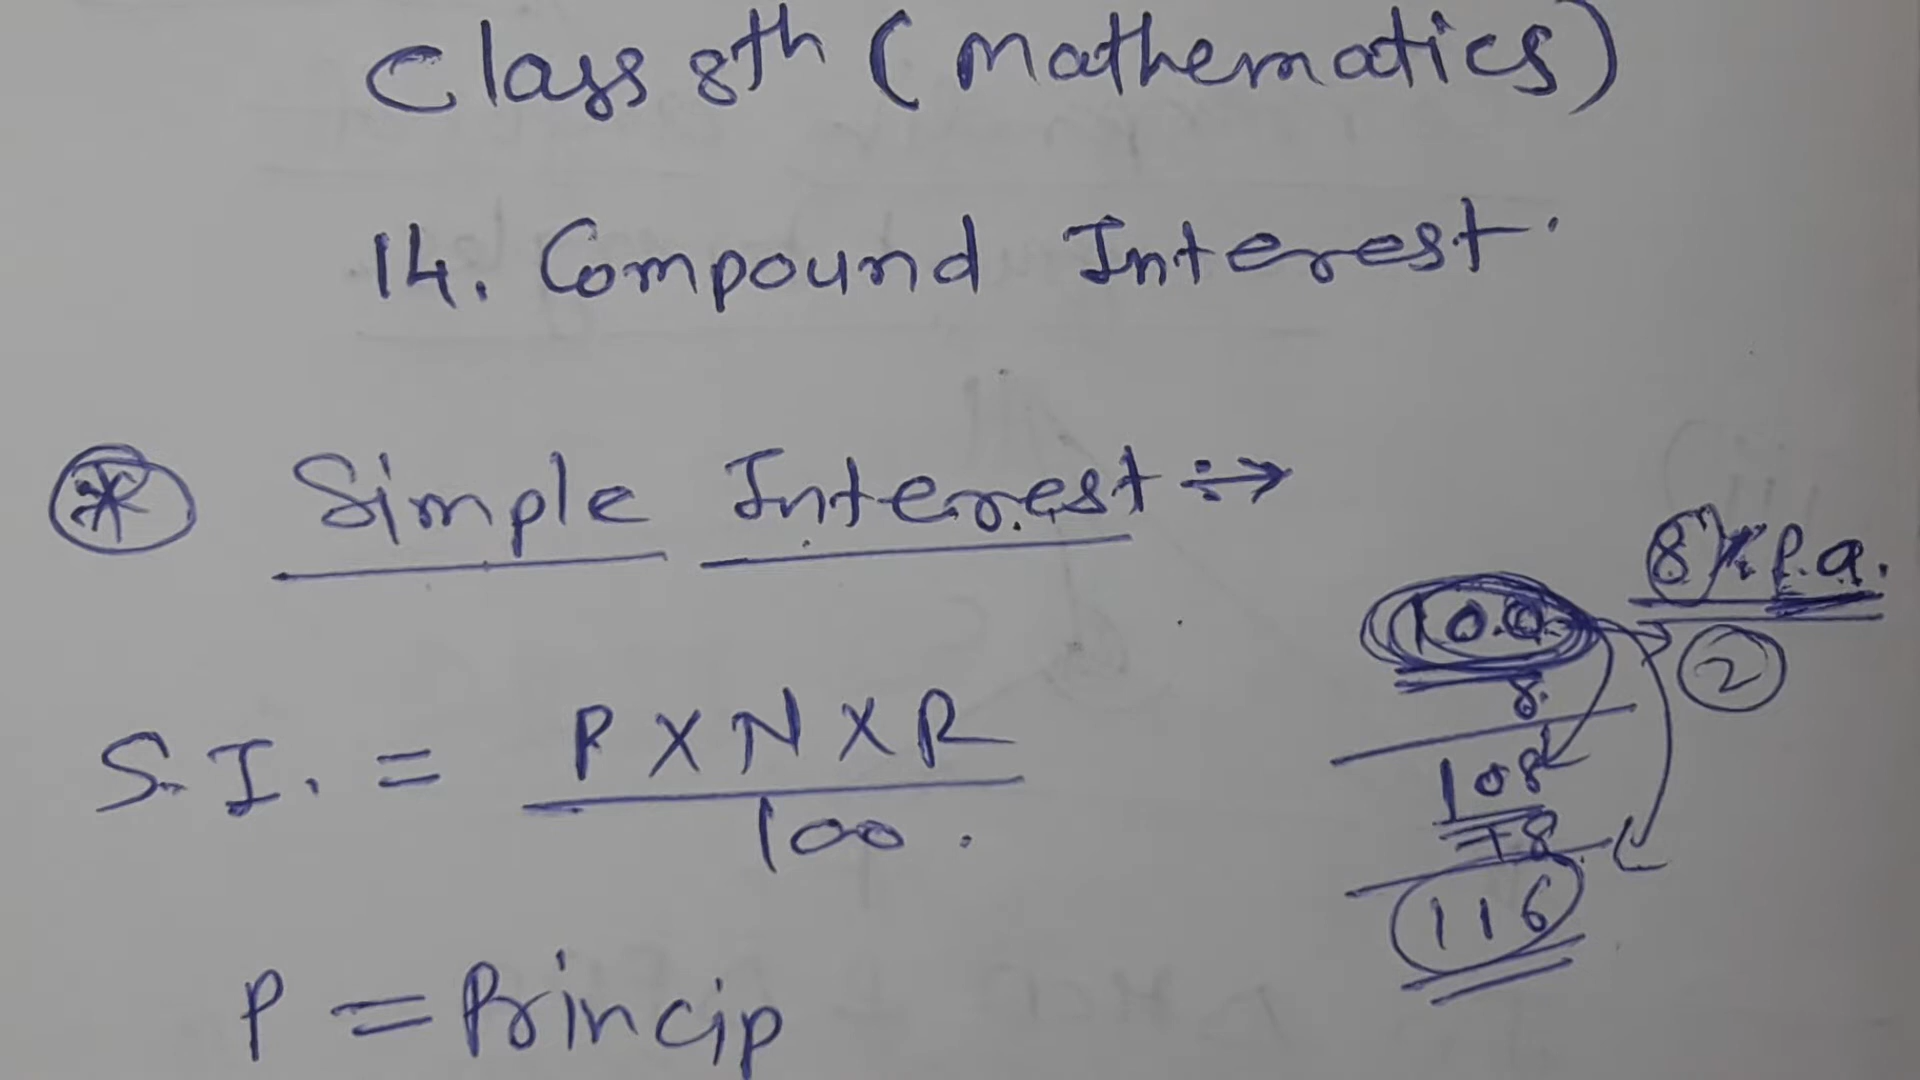 Class 8th (Mathematics)
14. Compound Interest.
* Simple Interest :→
8% P.a.
100
2
8
108
+8
116
S.I. = P X N X R
100.
P = Princip